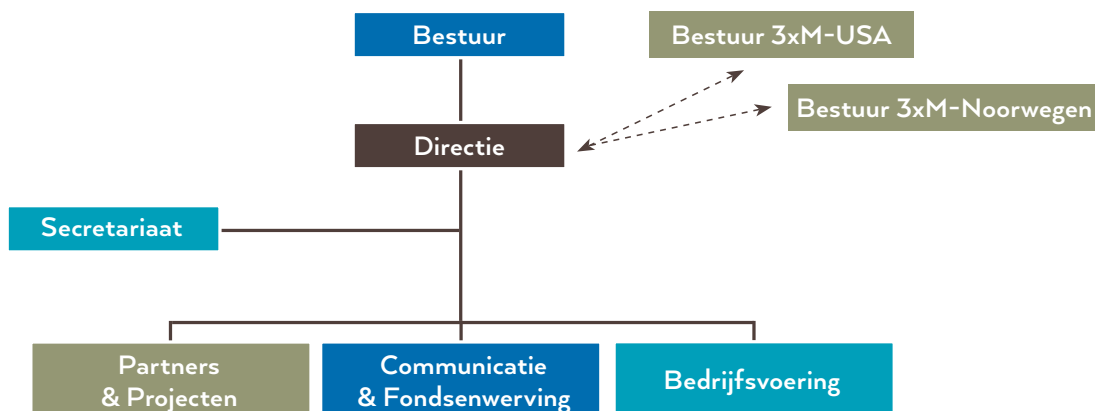 Bestuur
Bestuur 3xM-USA
Bestuur 3xM-Noorwegen
Directie
Secretariaat
Partners
& Projecten
Communicatie
& Fondsenwerving
Bedrijfsvoering